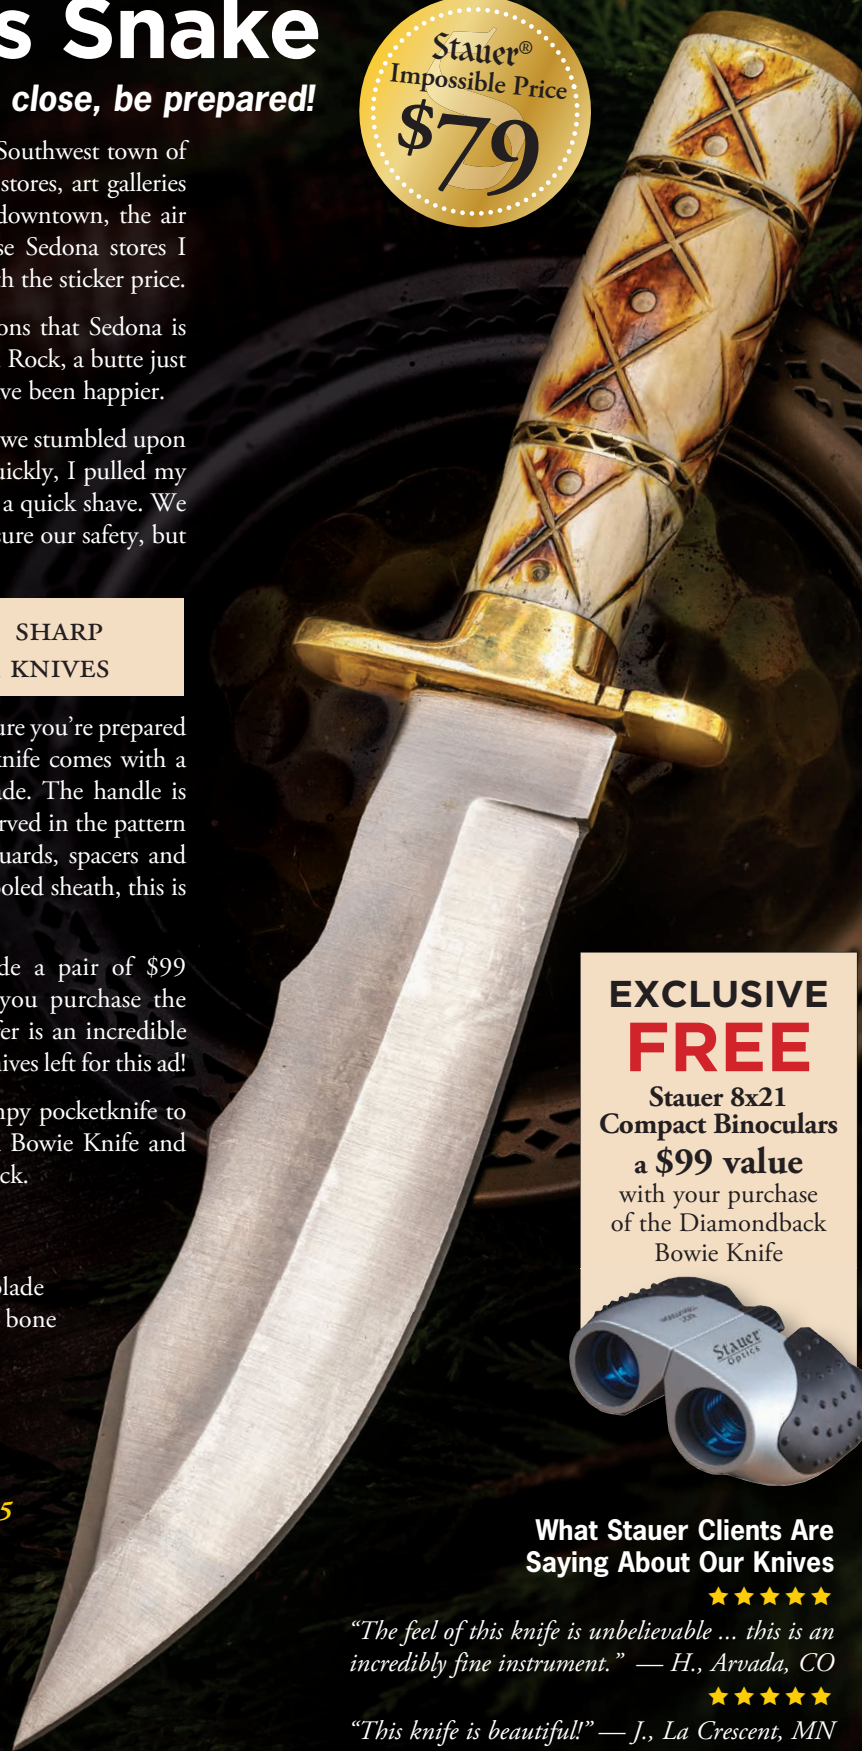 s Snake
close, be prepared!
Southwest town of
stores, art galleries
downtown, the air
se Sedona stores I
h the sticker price.
ons that Sedona is
Rock, a butte just
ve been happier.
we stumbled upon
uickly, I pulled my
a quick shave. We
sure our safety, but
SHARP
KNIVES
ure you’re prepared
knife comes with a
de. The handle is
rved in the pattern
uards, spacers and
oled sheath, this is
de a pair of $99
you purchase the
fer is an incredible
nives left for this ad!
mpy pocketknife to
Bowie Knife and
ck.
blade
bone
5
Stauer®
Impossible Price
$79
EXCLUSIVE
FREE
Stauer 8x21
Compact Binoculars
a $99 value
with your purchase
of the Diamondback
Bowie Knife
Stauer
Optics
What Stauer Clients Are
Saying About Our Knives
★★★★★
“The feel of this knife is unbelievable ... this is an
incredibly fine instrument.” — H., Arvada, CO
★★★★★
“This knife is beautiful!” — J., La Crescent, MN